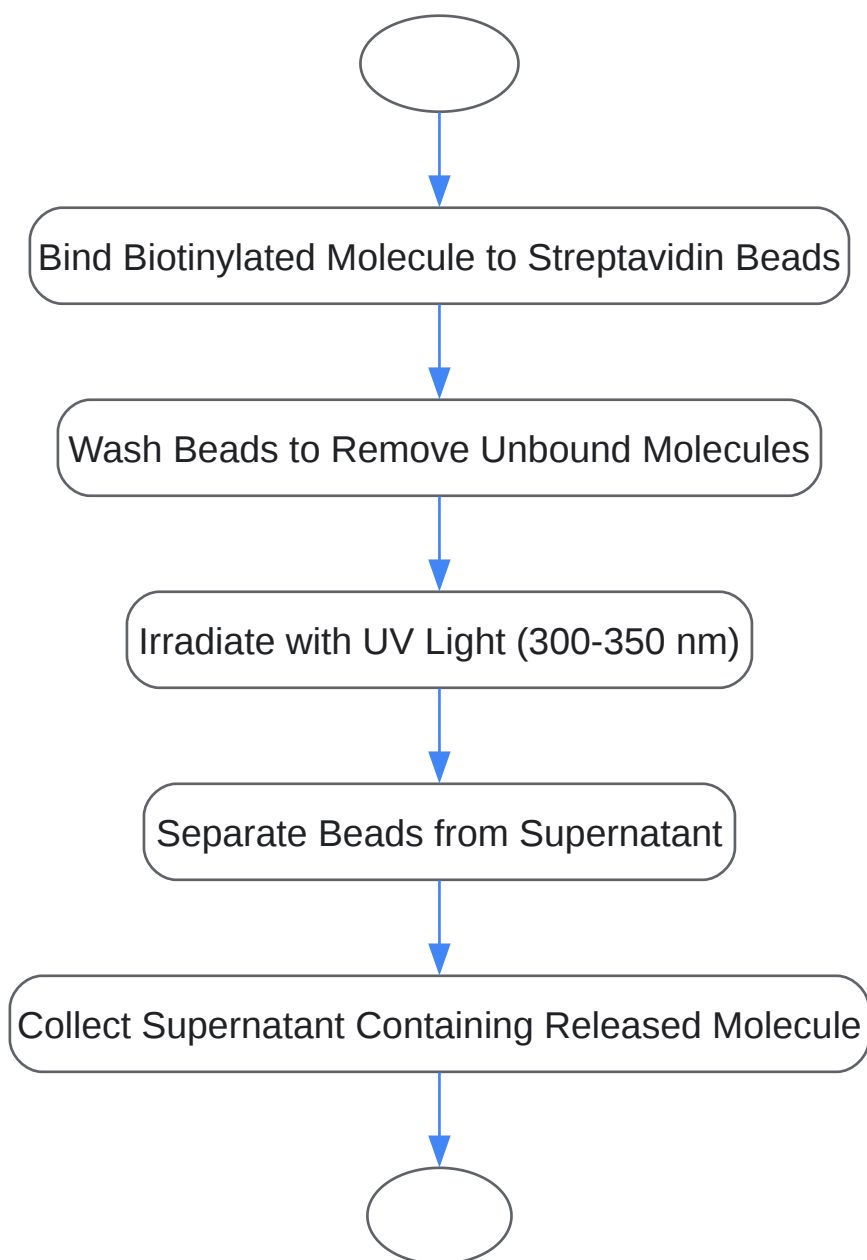 Bind Biotinylated Molecule to Streptavidin Beads
Wash Beads to Remove Unbound Molecules
Irradiate with UV Light (300-350 nm)
Separate Beads from Supernatant
Collect Supernatant Containing Released Molecule